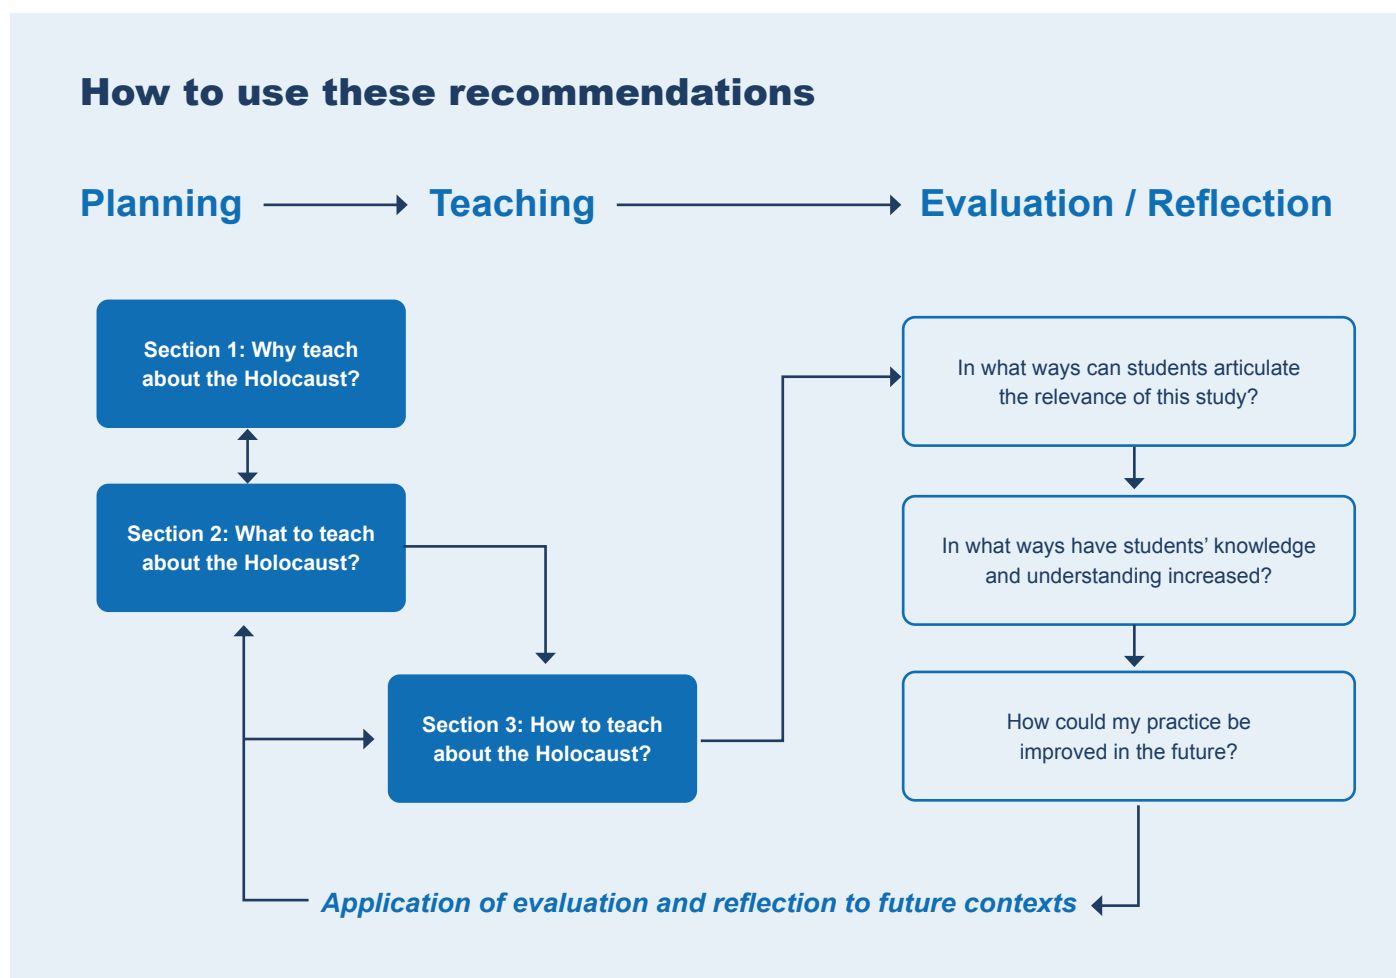 How to use these recommendations
Planning
Teaching
Evaluation / Reflection
Section 1: Why teach
about the Holocaust?
Section 2: What to teach
about the Holocaust?
Section 3: How to teach
about the Holocaust?
In what ways can students articulate
the relevance of this study?
In what ways have students’ knowledge
and understanding increased?
How could my practice be
improved in the future?
Application of evaluation and reflection to future contexts